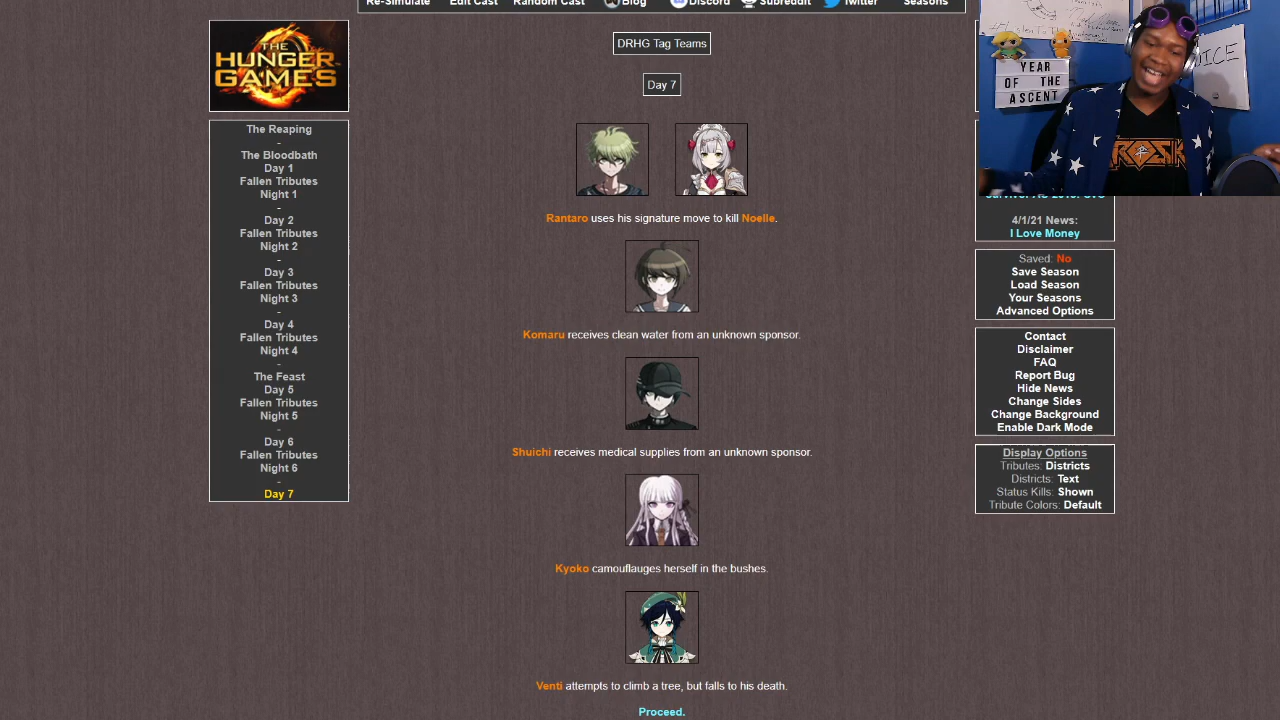 Re-Simulate Edit Cast Random Cast Blog Discord Subreddit Twitter Seasons
THE
HUNGER
GAMES
The Reaping
-
The Bloodbath
Day 1
Fallen Tributes
Night 1
-
Day 2
Fallen Tributes
Night 2
-
Day 3
Fallen Tributes
Night 3
-
Day 4
Fallen Tributes
Night 4
-
The Feast
Day 5
Fallen Tributes
Night 5
-
Day 6
Fallen Tributes
Night 6
-
Day 7
DRHG Tag Teams
Day 7
Rantaro uses his signature move to kill Noelle.
Komaru receives clean water from an unknown sponsor.
Shuichi receives medical supplies from an unknown sponsor.
Kyoko camouflauges herself in the bushes.
Venti attempts to climb a tree, but falls to his death.
Proceed.
YEAR
OF THE
ASCENT
4/1/21 News:
I Love Money
Saved: No
Save Season
Load Season
Your Seasons
Advanced Options
Contact
Disclaimer
FAQ
Report Bug
Hide News
Change Sides
Change Background
Enable Dark Mode
Display Options
Tributes: Districts
Districts: Text
Status Kills: Shown
Tribute Colors: Default